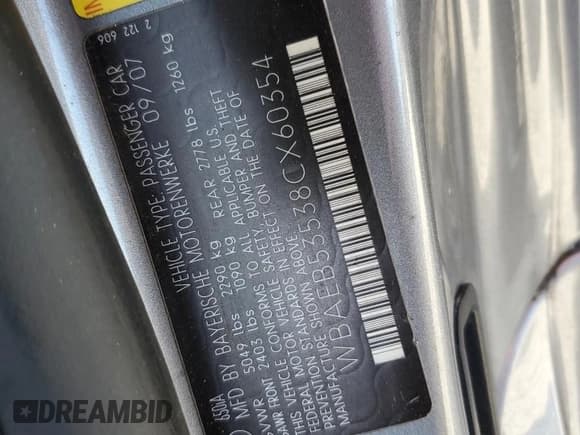 2 122 606
VEHICLE TYPE: PASSENGER CAR
650iA
MFD BY BAYERISCHE MOTORENWERKE 09/07
GVWR 5049 lbs 2290 kg
GAWR FRONT 2403 lbs 1090 kg REAR 2778 lbs 1260 kg
THIS VEHICLE CONFORMS TO ALL APPLICABLE U.S.
FEDERAL MOTOR VEHICLE SAFETY, BUMPER AND THEFT
PREVENTION STANDARDS IN EFFECT ON THE DATE OF
MANUFACTURE SHOWN ABOVE.
WBAEB53538CX60354
DREAMBID